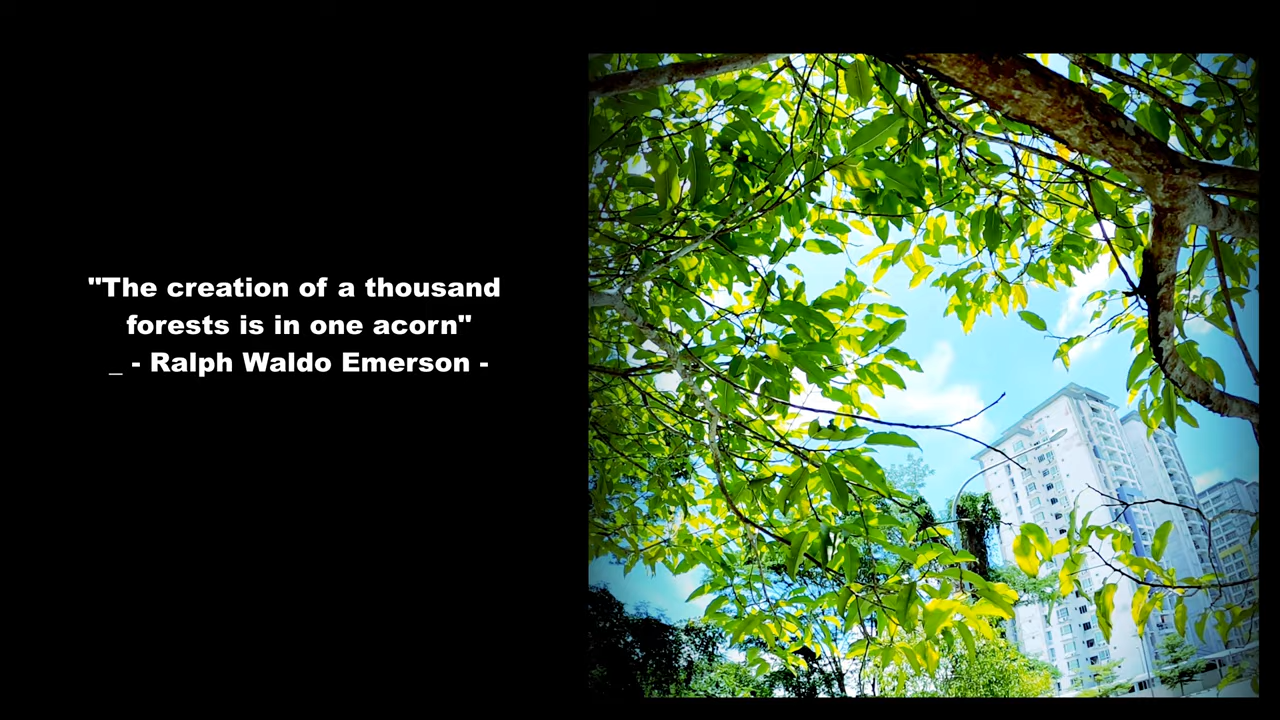 "The creation of a thousand
forests is in one acorn"
_ - Ralph Waldo Emerson -